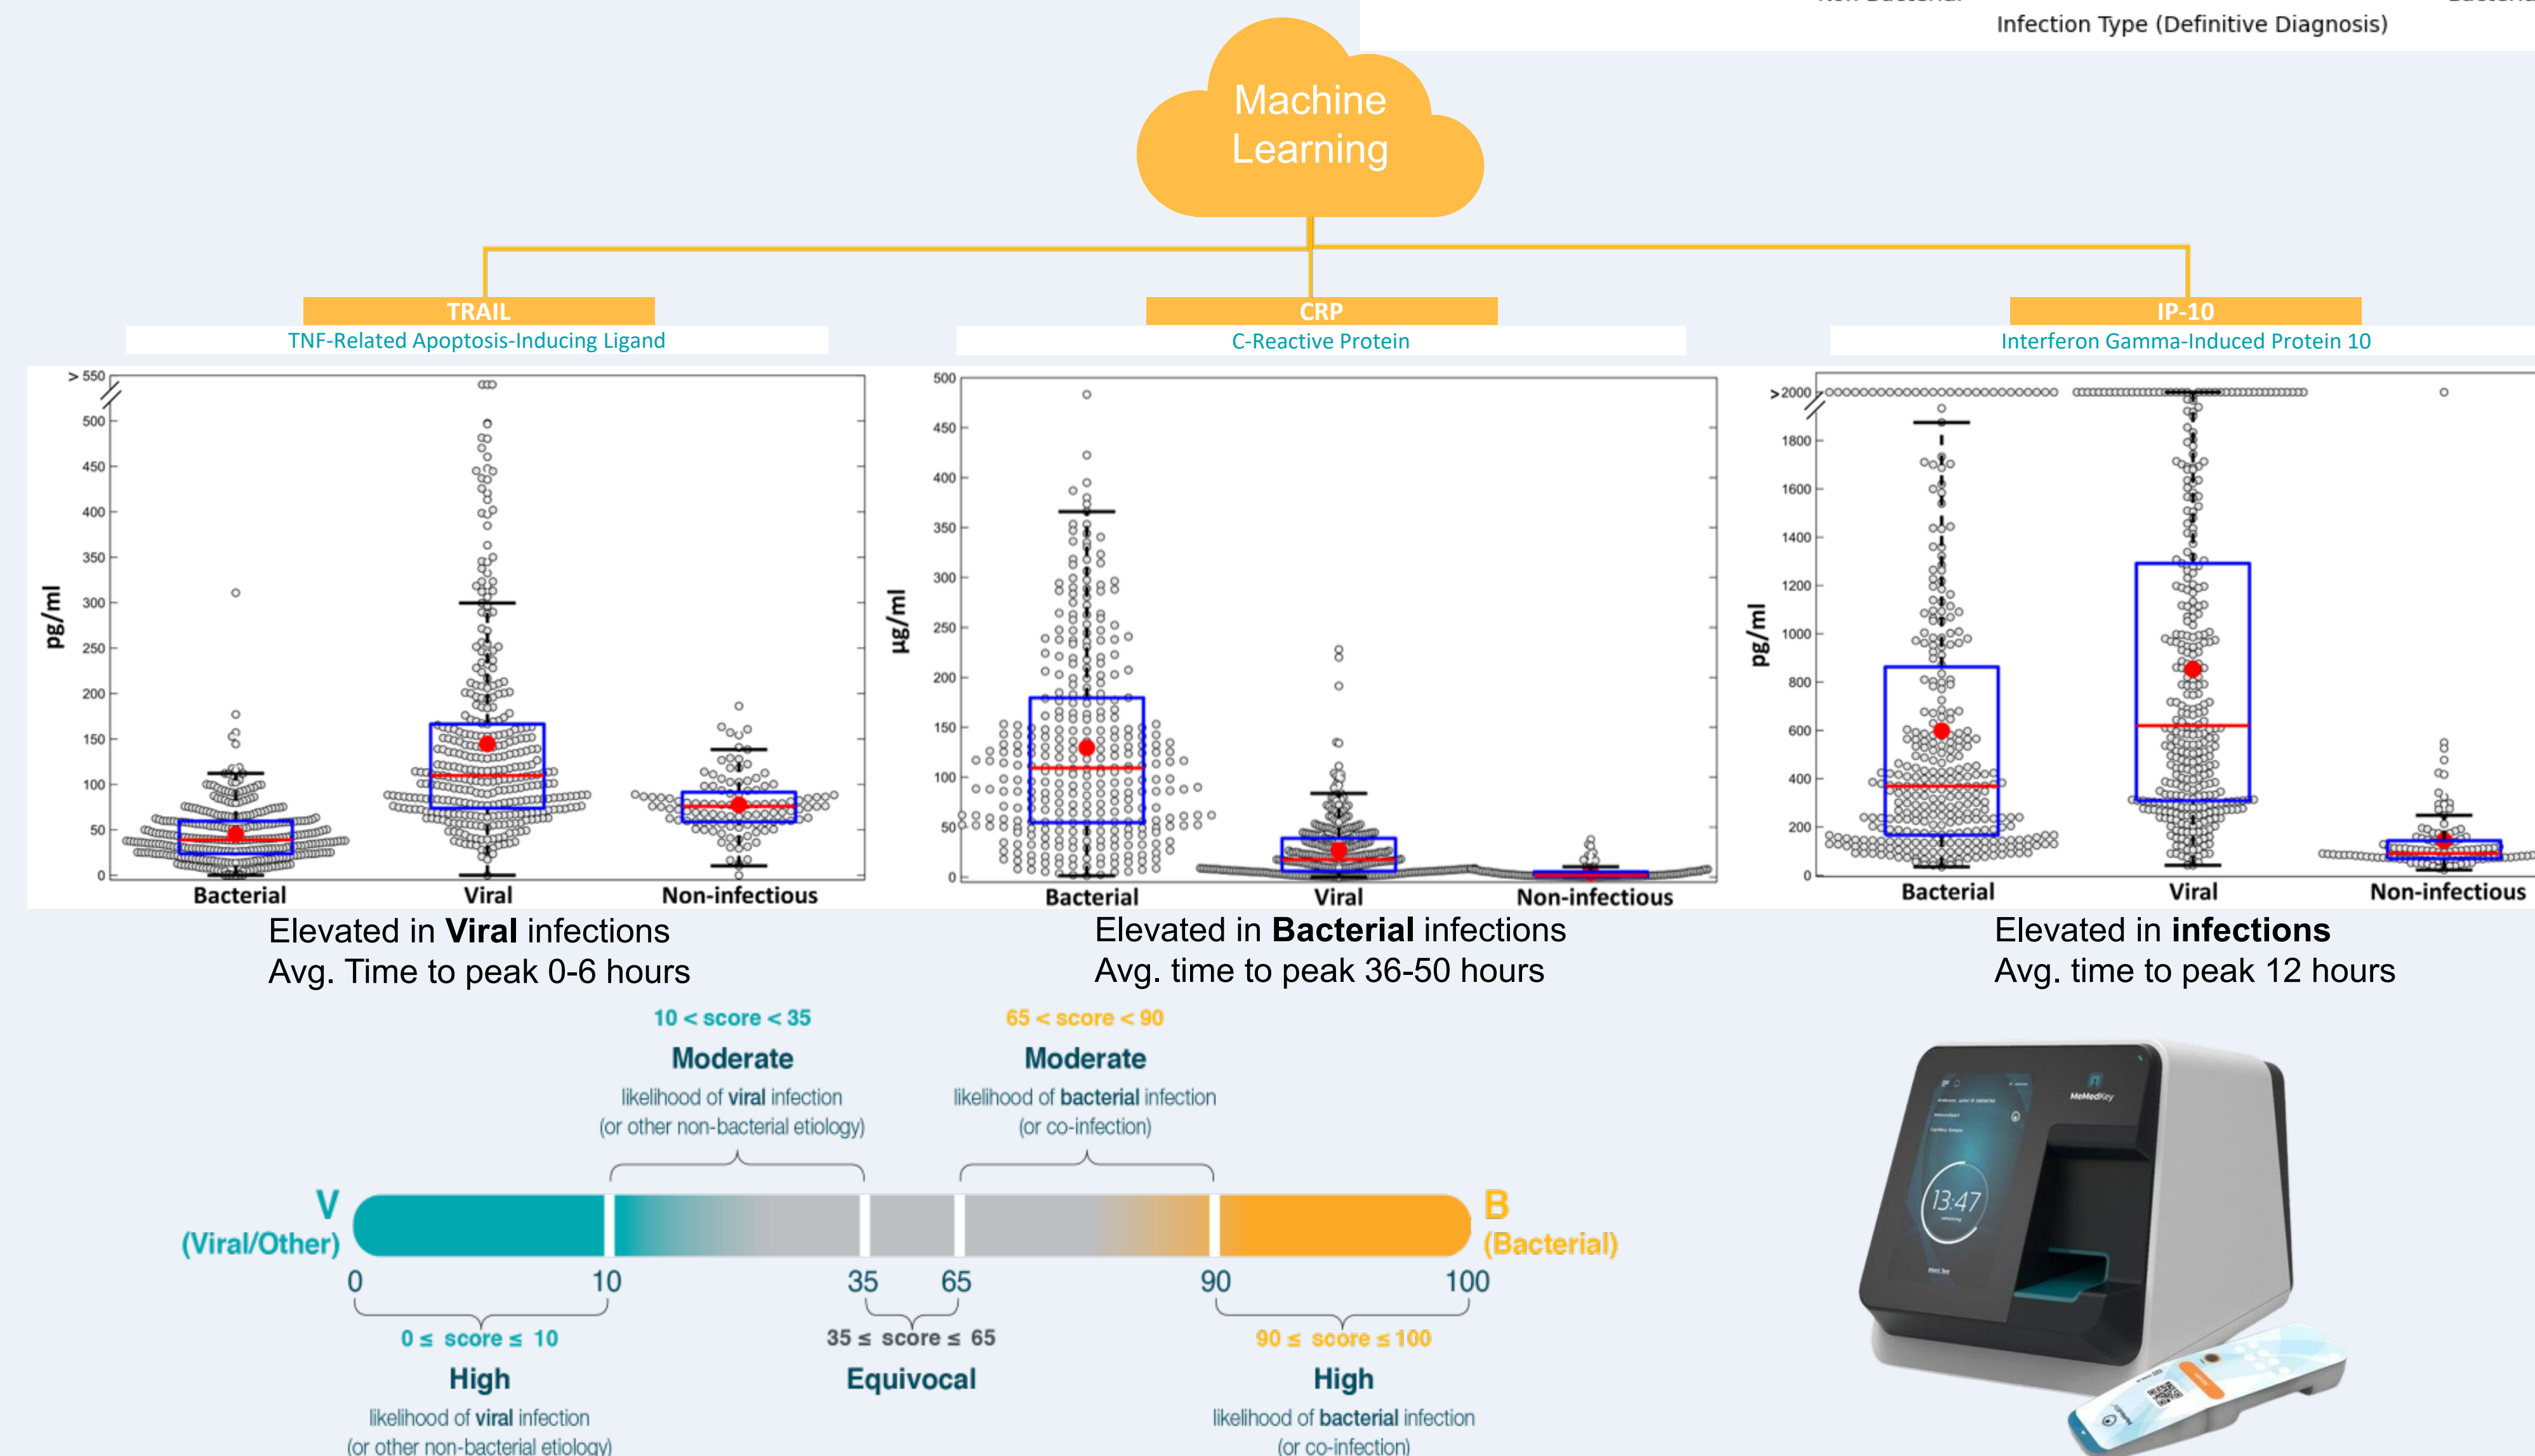 Infection Type (Definitive Diagnosis)
Machine
Learning
TRAIL
TNF-Related Apoptosis-Inducing Ligand
> 550
500
450
400
350
300
250
200
150
100
50
0
pg/ml
Bacterial
Viral
Non-infectious
Elevated in Viral infections
Avg. Time to peak 0-6 hours
CRP
C-Reactive Protein
500
450
400
350
300
250
200
150
100
50
0
µg/ml
Bacterial
Viral
Non-infectious
Elevated in Bacterial infections
Avg. time to peak 36-50 hours
IP-10
Interferon Gamma-Induced Protein 10
>2000
1800
1600
1400
1200
1000
800
600
400
200
0
pg/ml
Bacterial
Viral
Non-infectious
Elevated in infections
Avg. time to peak 12 hours
10 < score < 35
Moderate
likelihood of viral infection
(or other non-bacterial etiology)
65 < score < 90
Moderate
likelihood of bacterial infection
(or co-infection)
V
(Viral/Other)
B
(Bacterial)
0
10
35
65
90
100
0 ≤ score ≤ 10
High
likelihood of viral infection
(or other non-bacterial etiology)
35 ≤ score ≤ 65
Equivocal
90 ≤ score ≤ 100
High
likelihood of bacterial infection
(or co-infection)
MeMedKey
13:47
remaining